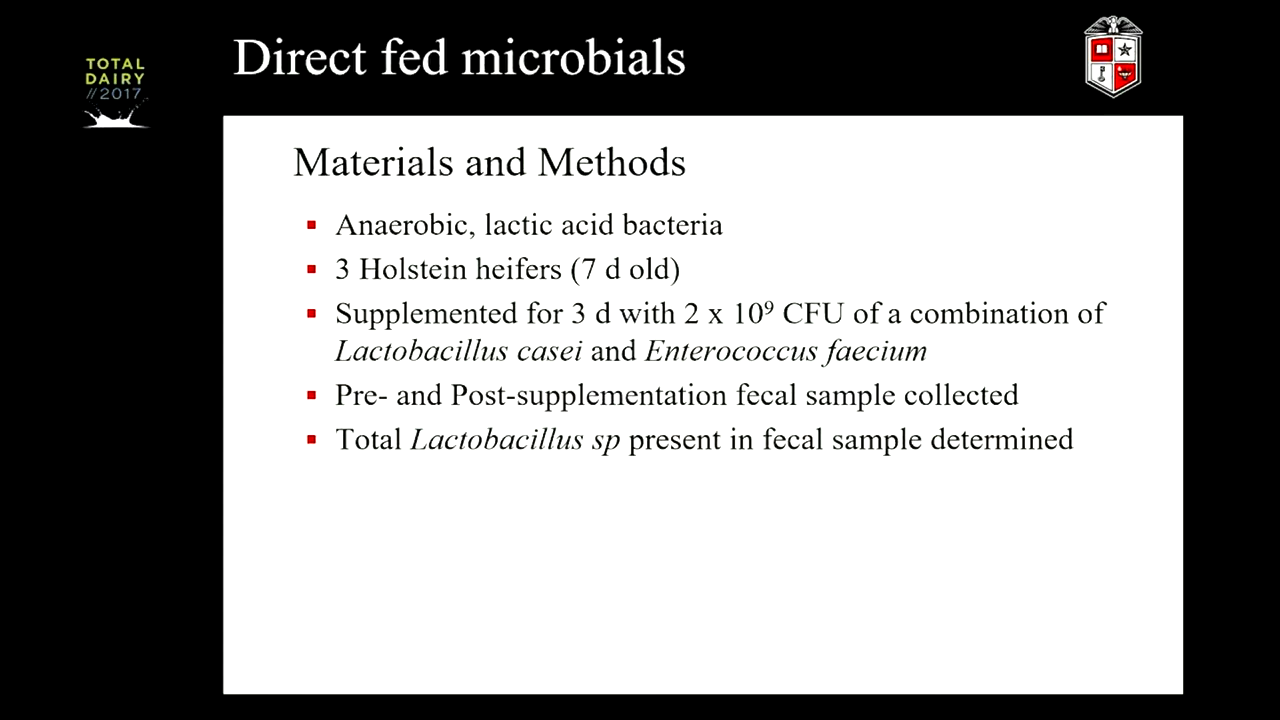 TOTAL
DAIRY
//2017
Direct fed microbials
Materials and Methods
Anaerobic, lactic acid bacteria
3 Holstein heifers (7 d old)
Supplemented for 3 d with 2 x 10⁹ CFU of a combination of
Lactobacillus casei and Enterococcus faecium
Pre- and Post-supplementation fecal sample collected
Total Lactobacillus sp present in fecal sample determined